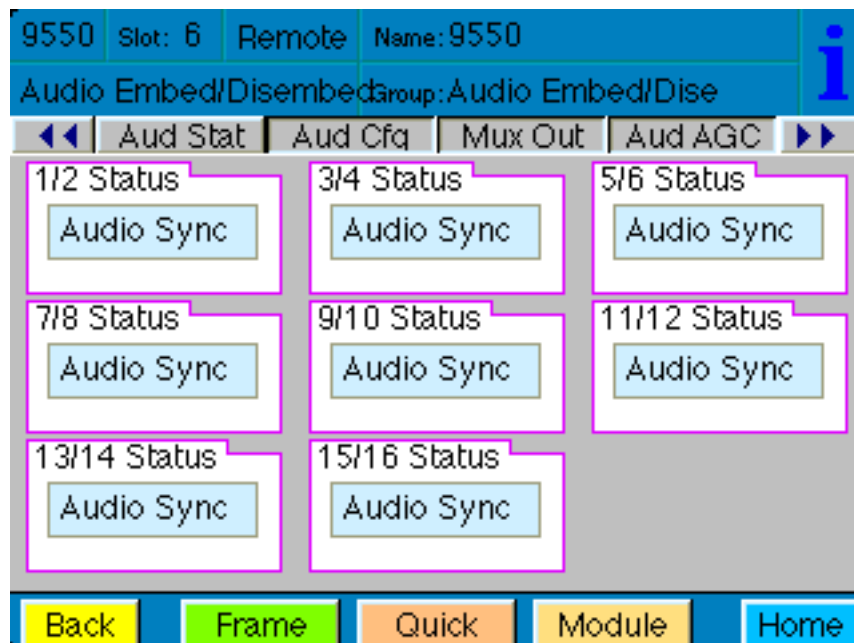 9550 Slot: 6 Remote Name: 9550
Audio Embed/Disembed Group: Audio Embed/Dise
i
Aud Stat Aud Cfg Mux Out Aud AGC
1/2 Status 3/4 Status 5/6 Status
Audio Sync Audio Sync Audio Sync
7/8 Status 9/10 Status 11/12 Status
Audio Sync Audio Sync Audio Sync
13/14 Status 15/16 Status
Audio Sync Audio Sync
Back Frame Quick Module Home